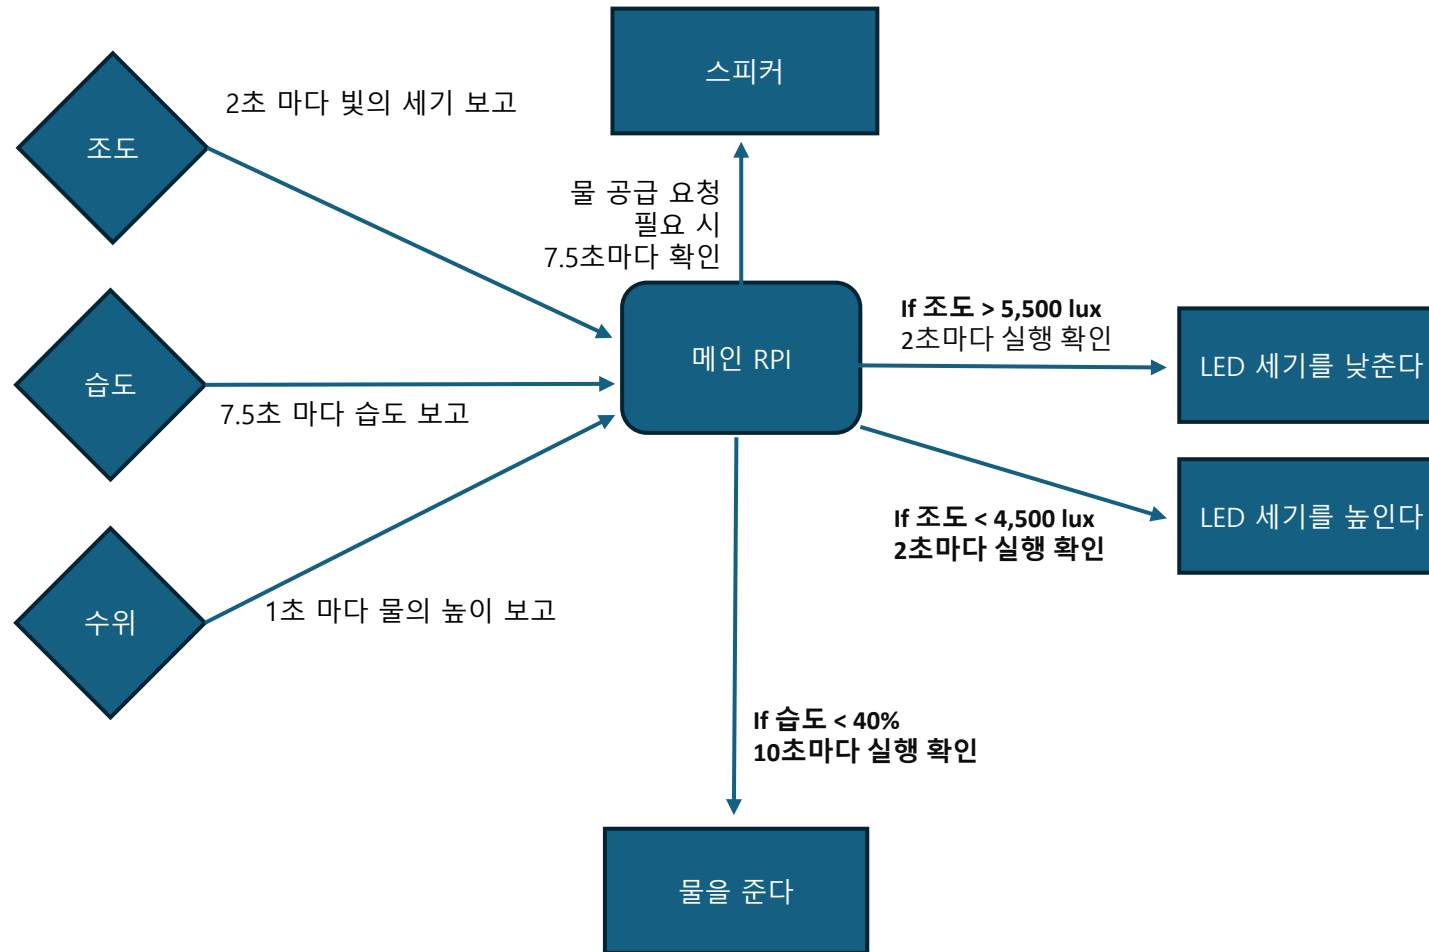 스피커
조도
2초 마다 빛의 세기 보고
물 공급 요청
필요 시
7.5초마다 확인
습도
7.5초 마다 습도 보고
메인 RPI
If 조도 > 5,500 lux
2초마다 실행 확인
LED 세기를 낮춘다
If 조도 < 4,500 lux
2초마다 실행 확인
LED 세기를 높인다
수위
1초 마다 물의 높이 보고
If 습도 < 40%
10초마다 실행 확인
물을 준다